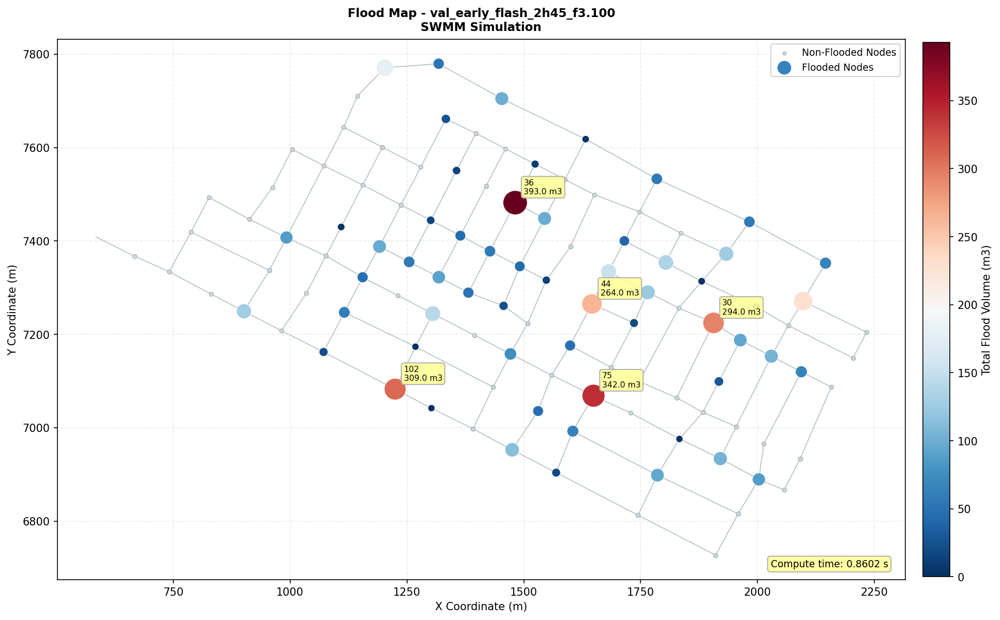 Flood Map - val_early_flash_2h45_f3.100
SWMM Simulation
Non-Flooded Nodes
Flooded Nodes
7800
7600
7400
7200
7000
6800
Y Coordinate (m)
36
393.0 m3
44
264.0 m3
30
294.0 m3
102
309.0 m3
75
342.0 m3
Compute time: 0.8602 s
750
1000
1250
1500
1750
2000
2250
X Coordinate (m)
350
300
250
200
150
100
50
0
Total Flood Volume (m3)